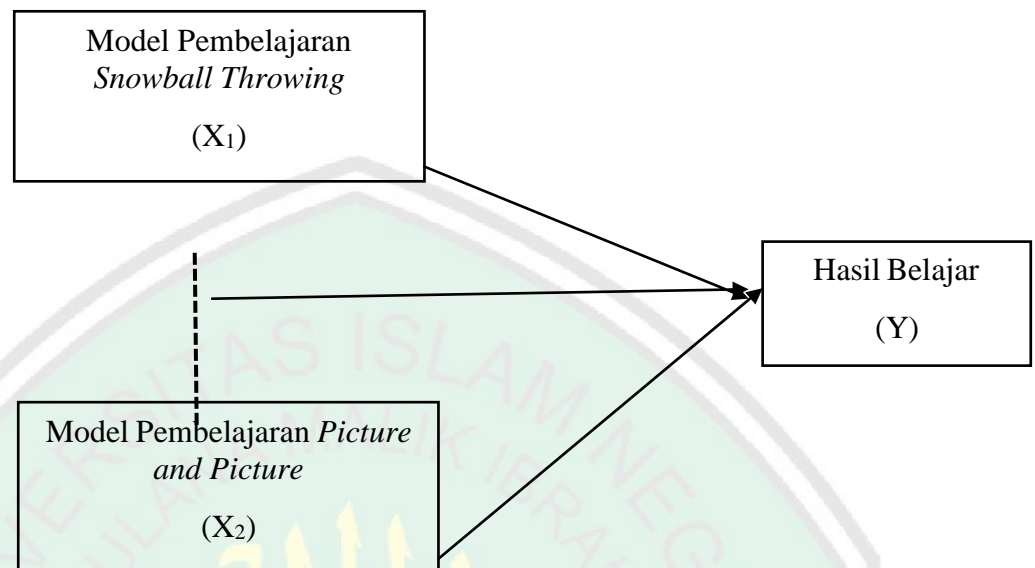 Model Pembelajaran
Snowball Throwing
(X₁)
Hasil Belajar
(Y)
Model Pembelajaran Picture
and Picture
(X₂)